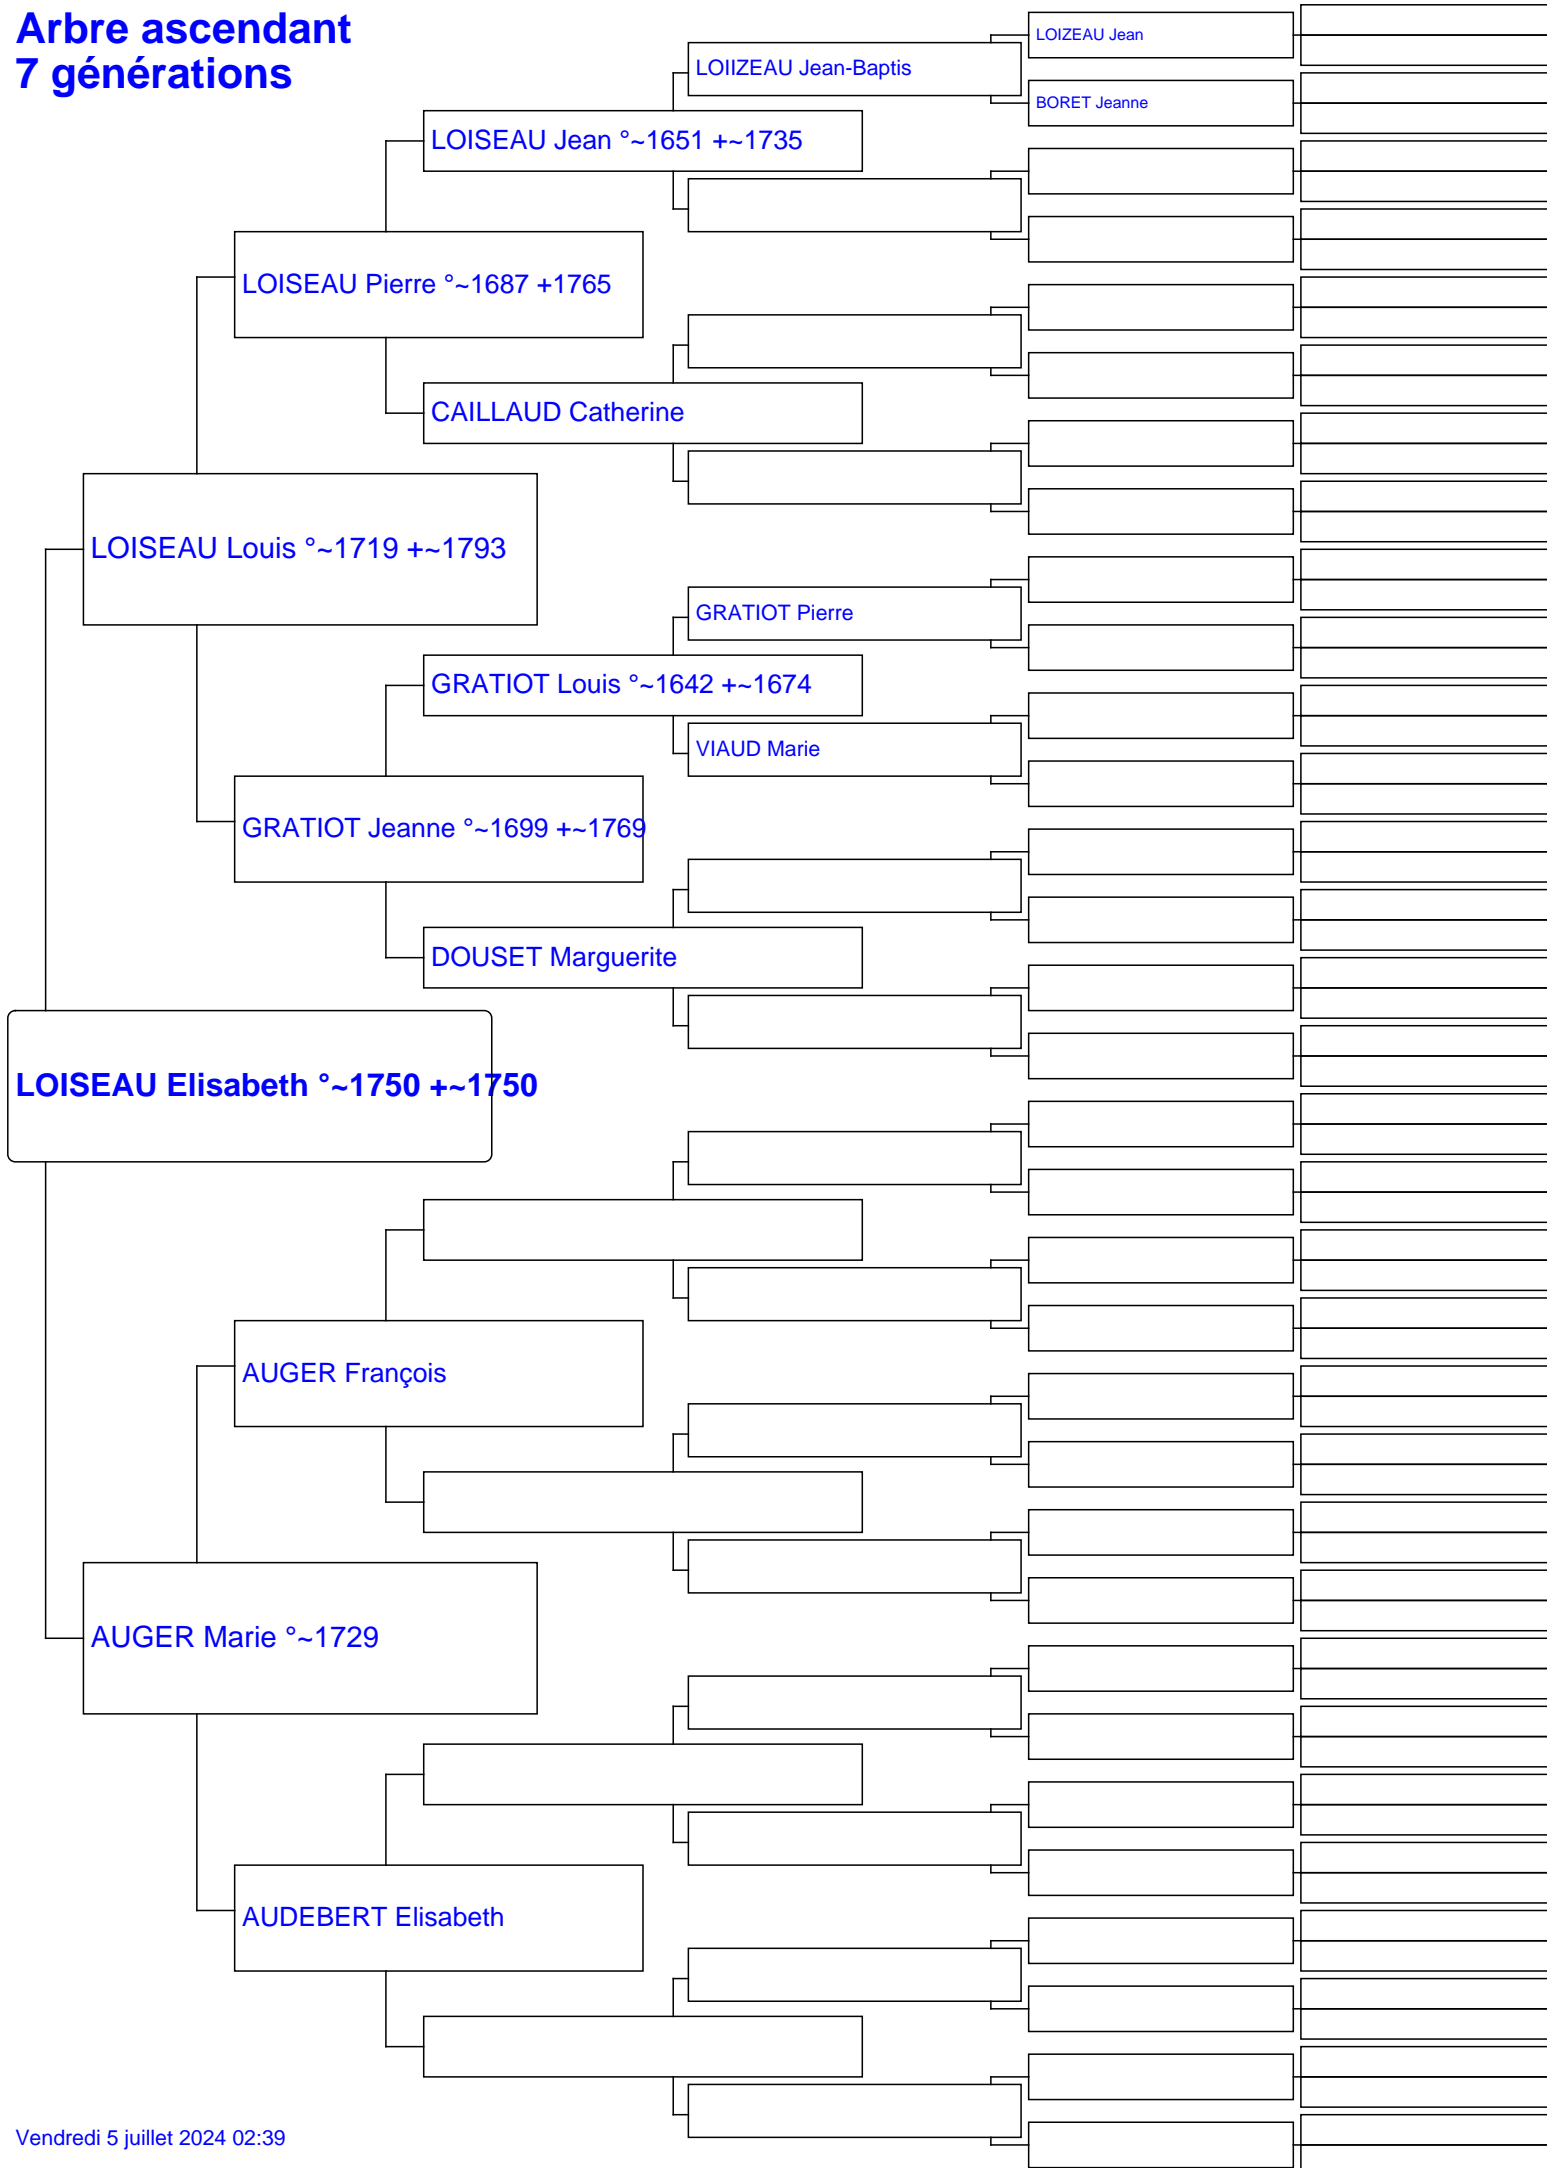 Arbre ascendant
7 générations
LOIZEAU Jean
LOIIZEAU Jean-Baptis
BORET Jeanne
LOISEAU Jean °~1651 +~1735
LOISEAU Pierre °~1687 +1765
CAILLAUD Catherine
LOISEAU Louis °~1719 +~1793
GRATIOT Pierre
GRATIOT Louis °~1642 +~1674
VIAUD Marie
GRATIOT Jeanne °~1699 +~1769
DOUSET Marguerite
LOISEAU Elisabeth °~1750 +~1750
AUGER François
AUGER Marie °~1729
AUDEBERT Elisabeth
Vendredi 5 juillet 2024 02:39